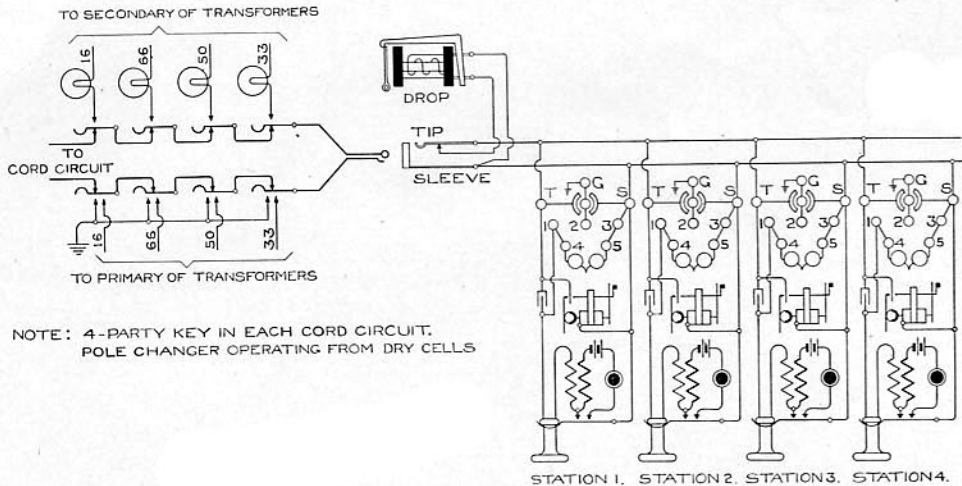 TO SECONDARY OF TRANSFORMERS
16 66 50 33
DROP
TO
CORD CIRCUIT
TIP
SLEEVE
16 66 50 33
TO PRIMARY OF TRANSFORMERS
NOTE: 4-PARTY KEY IN EACH CORD CIRCUIT.
POLE CHANGER OPERATING FROM DRY CELLS
T G S T G S T G S T G S
1 2 3 1 2 3 1 2 3 1 2 3
4 5 4 5 4 5 4 5
STATION 1. STATION 2. STATION 3. STATION 4.